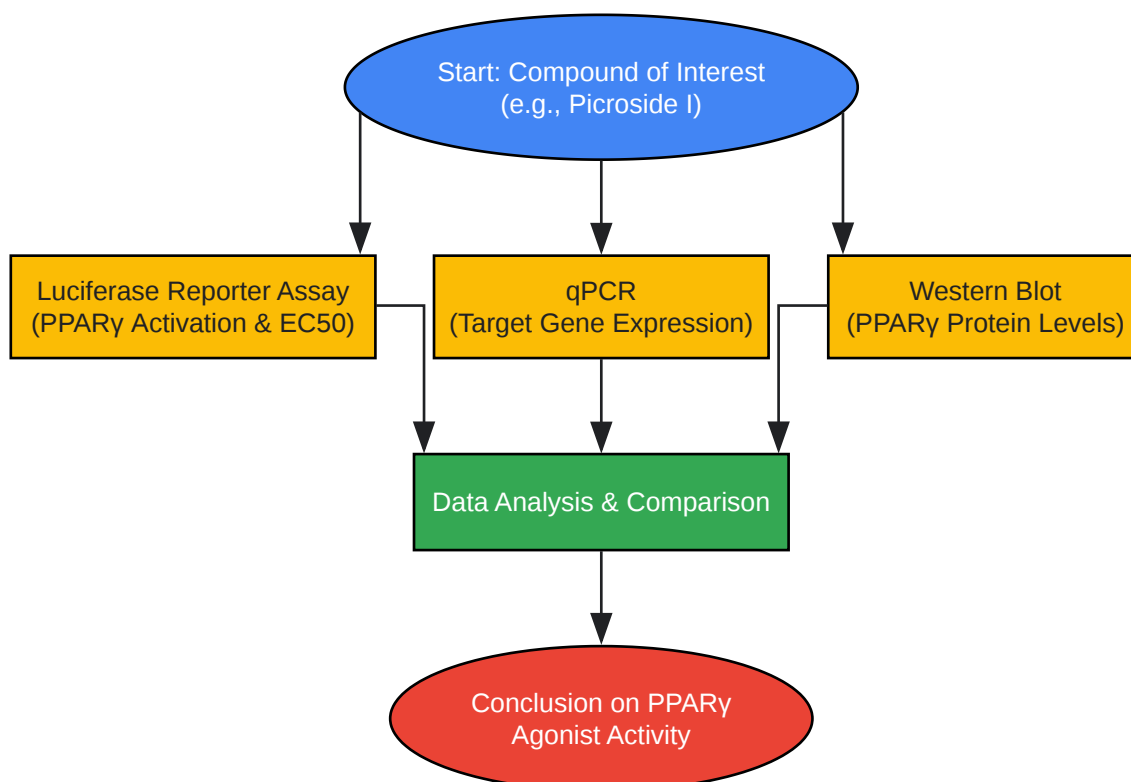 Start: Compound of Interest
(e.g., Picroside I)
Luciferase Reporter Assay
(PPARγ Activation & EC50)
qPCR
(Target Gene Expression)
Western Blot
(PPARγ Protein Levels)
Data Analysis & Comparison
Conclusion on PPARγ
Agonist Activity